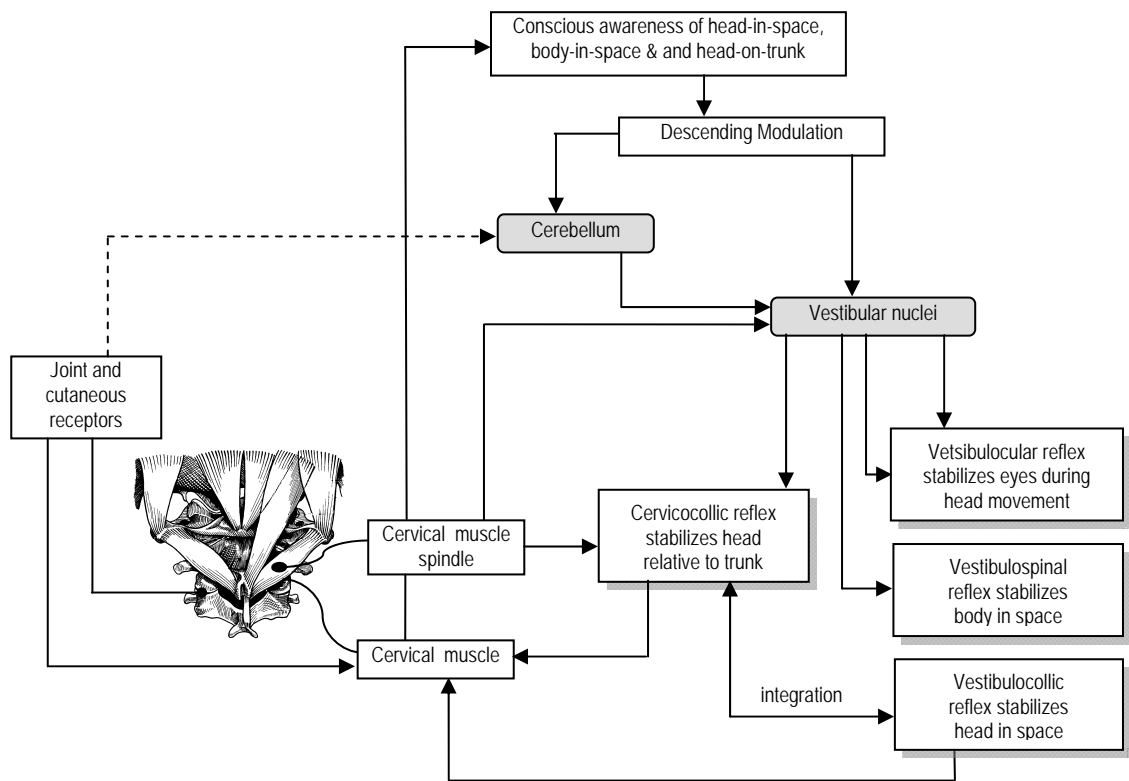 Conscious awareness of head-in-space,
body-in-space & and head-on-trunk
Descending Modulation
Cerebellum
Vestibular nuclei
Joint and
cutaneous
receptors
Vetsibulocular reflex
stabilizes eyes during
head movement
Cervicocollic reflex
stabilizes head
relative to trunk
Cervical muscle
spindle
Vestibulospinal
reflex stabilizes
body in space
Cervical muscle
integration
Vestibulocollic
reflex stabilizes
head in space